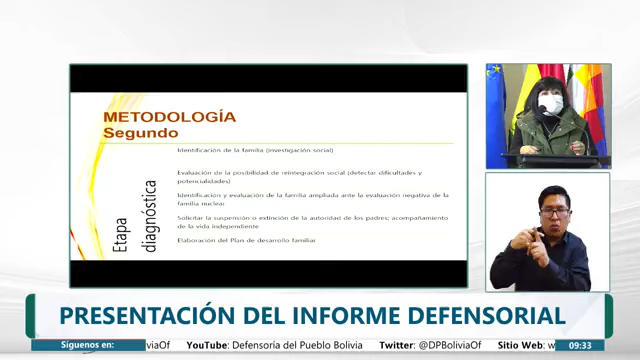 METODOLOGÍA
Segundo
Etapa
diagnóstica
Identificación de la familia (investigación social)
Evaluación de la posibilidad de reintegración social (detectar dificultades y
potencialidades)
Identificación y evaluación de la familia ampliada ante la evaluación negativa de la
familia nuclear
Solicitar la suspensión o extinción de la autoridad de los padres; acompañamiento
de la vida independiente
Elaboración del Plan de desarrollo familiar
PRESENTACIÓN DEL INFORME DEFENSORIAL
Síguenos en: iviaOf YouTube: Defensoria del Pueblo Bolivia Twitter: @DPBoliviaOf Sitio Web: w 09:33